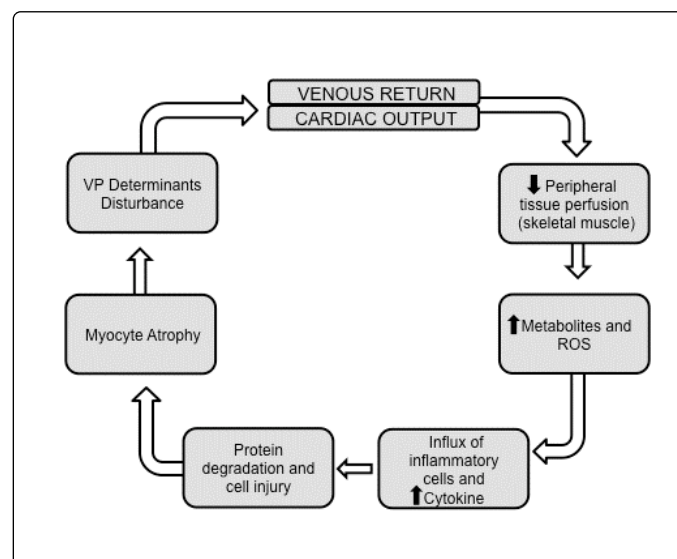 VENOUS RETURN
CARDIAC OUTPUT
Peripheral
tissue perfusion
(skeletal muscle)
Metabolites and
ROS
Influx of
inflammatory
cells and
Cytokine
Protein
degradation and
cell injury
Myocyte Atrophy
VP Determinants
Disturbance